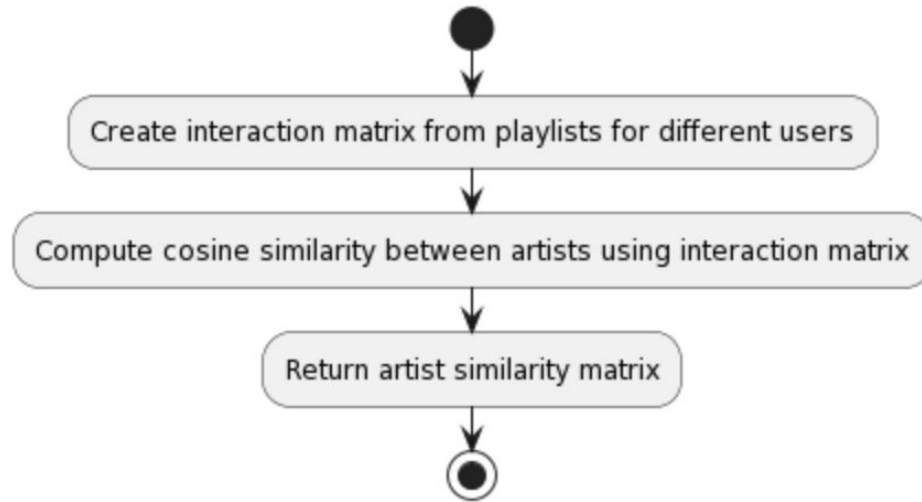 Create interaction matrix from playlists for different users
Compute cosine similarity between artists using interaction matrix
Return artist similarity matrix